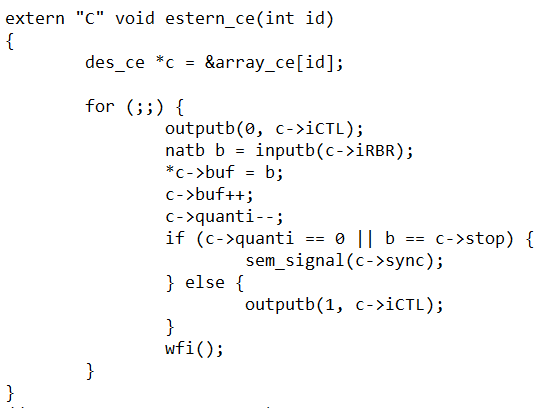 extern "C" void estern_ce(int id)
{
        des_ce *c = &array_ce[id];

        for (;;) {
                outputb(0, c->iCTL);
                natb b = inputb(c->iRBR);
                *c->buf = b;
                c->buf++;
                c->quanti--;
                if (c->quanti == 0 || b == c->stop) {
                        sem_signal(c->sync);
                } else {
                        outputb(1, c->iCTL);
                }
                wfi();
        }
}